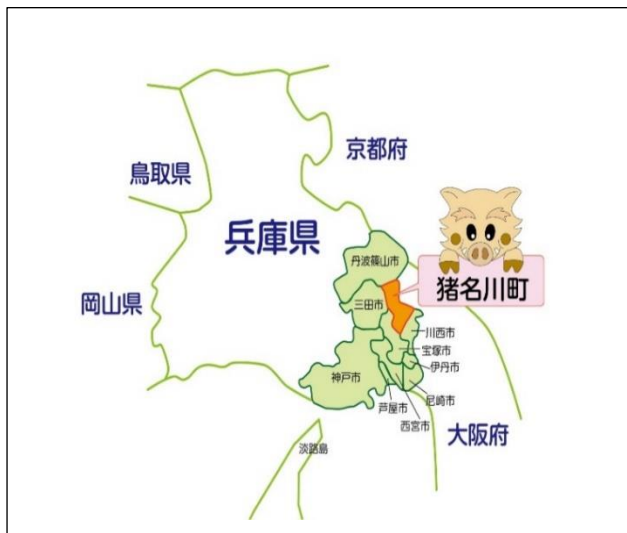 京都府
鳥取県
兵庫県
丹波篠山市
猪名川町
三田市
岡山県
川西市
宝塚市
伊丹市
神戸市
尼崎市
芦屋市
西宮市
大阪府
淡路島